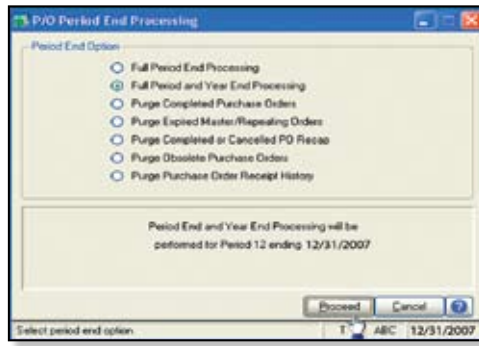 P/O Period End Processing
Period End Option
Full Period End Processing
Full Period and Year End Processing
Purge Completed Purchase Orders
Purge Expired Master/Repeating Orders
Purge Completed or Cancelled PO Recap
Purge Obsolete Purchase Orders
Purge Purchase Order Receipt History
Period End and Year End Processing will be
performed for Period 12 ending 12/31/2007
Proceed Cancel
Select period end option T ABC 12/31/2007